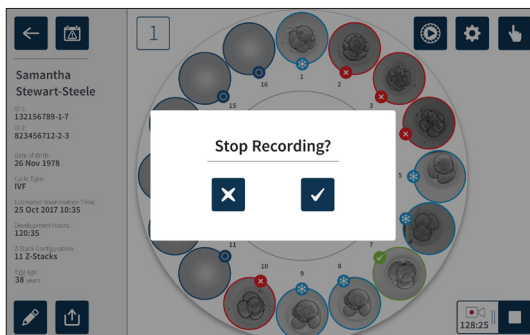 1
Samantha
Stewart-Steele
ID 1:
132156789-1-7
ID 2:
823456712-2-3
Date of Birth:
26 Nov 1978
Cycle Type:
IVF
Estimated Insemination Time:
25 Oct 2017 10:35
Development Hours:
120:35
Z-Stack Configuration:
11 Z-Stacks
Egg age:
38 years
1
2
3
5
7
8
9
10
11
15
16
Stop Recording?
128:25